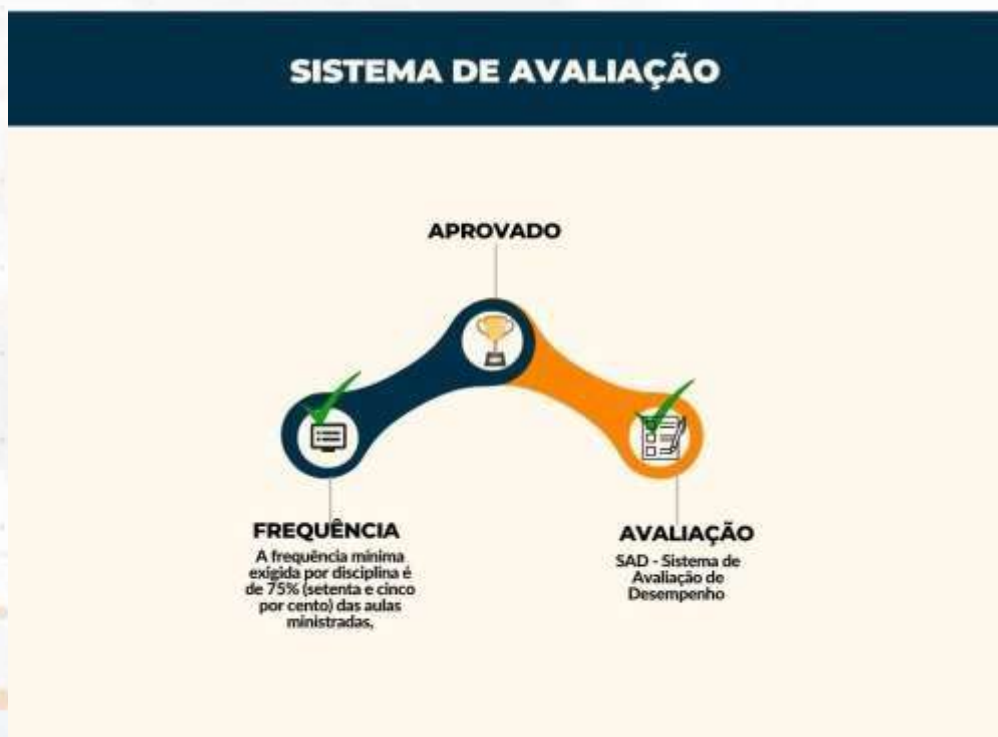 SISTEMA DE AVALIAÇÃO
APROVADO
FREQUÊNCIA
A frequência mínima
exigida por disciplina é
de 75% (setenta e cinco
por cento) das aulas
ministradas,
AVALIAÇÃO
SAD - Sistema de
Avaliação de
Desempenho